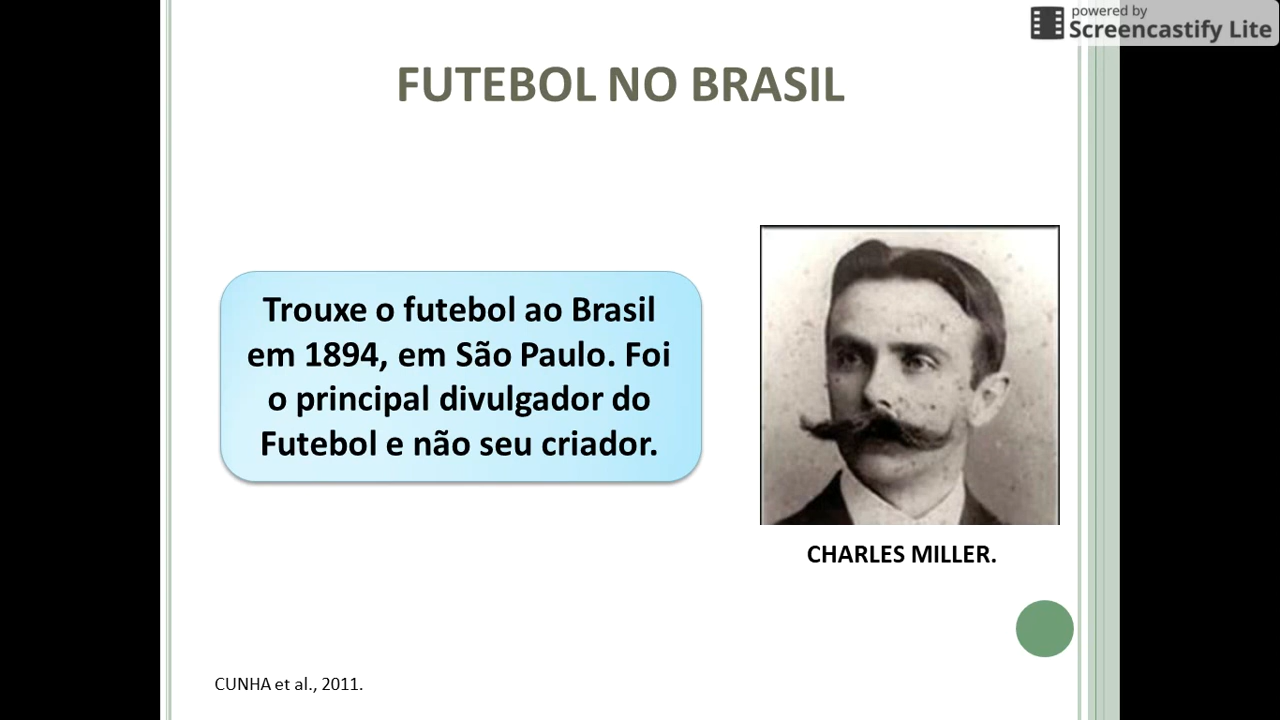 powered by
Screencastify Lite
FUTEBOL NO BRASIL
Trouxe o futebol ao Brasil
em 1894, em São Paulo. Foi
o principal divulgador do
Futebol e não seu criador.
CHARLES MILLER.
CUNHA et al., 2011.